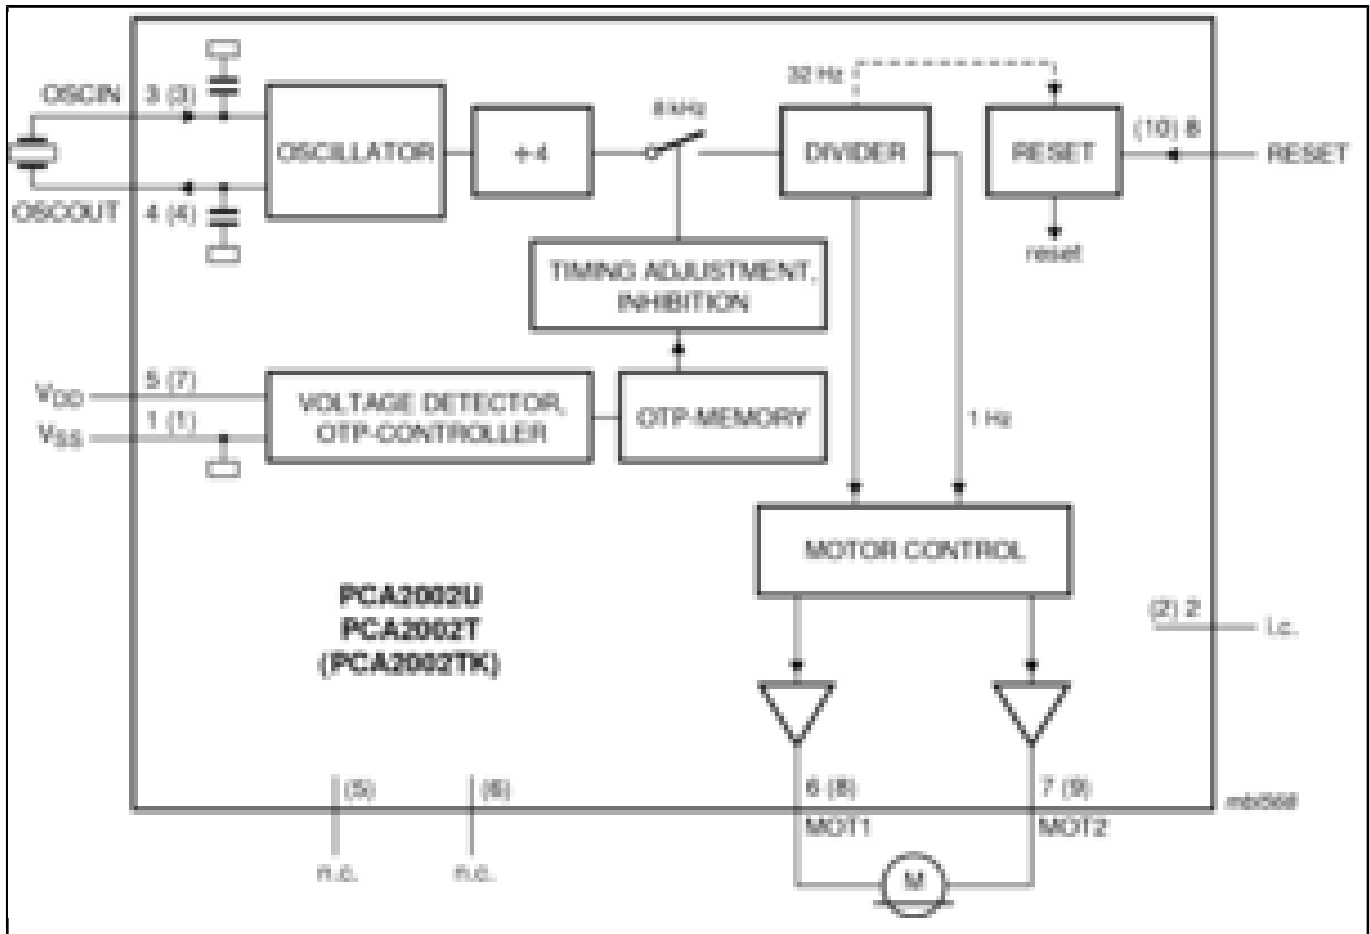 32 Hz
OSCIN
3 (3)
8 kHz
(10) 8
OSCILLATOR
÷4
DIVIDER
RESET
RESET
OSCOUT
4 (4)
reset
TIMING ADJUSTMENT,
INHIBITION
VDD
5 (7)
VSS
1 (1)
VOLTAGE DETECTOR,
OTP-CONTROLLER
OTP-MEMORY
1 Hz
MOTOR CONTROL
PCA2002U
PCA2002T
(PCA2002TK)
(2) 2
i.c.
(5)
(6)
6 (8)
7 (9)
MOT1
MOT2
n.c.
n.c.
M